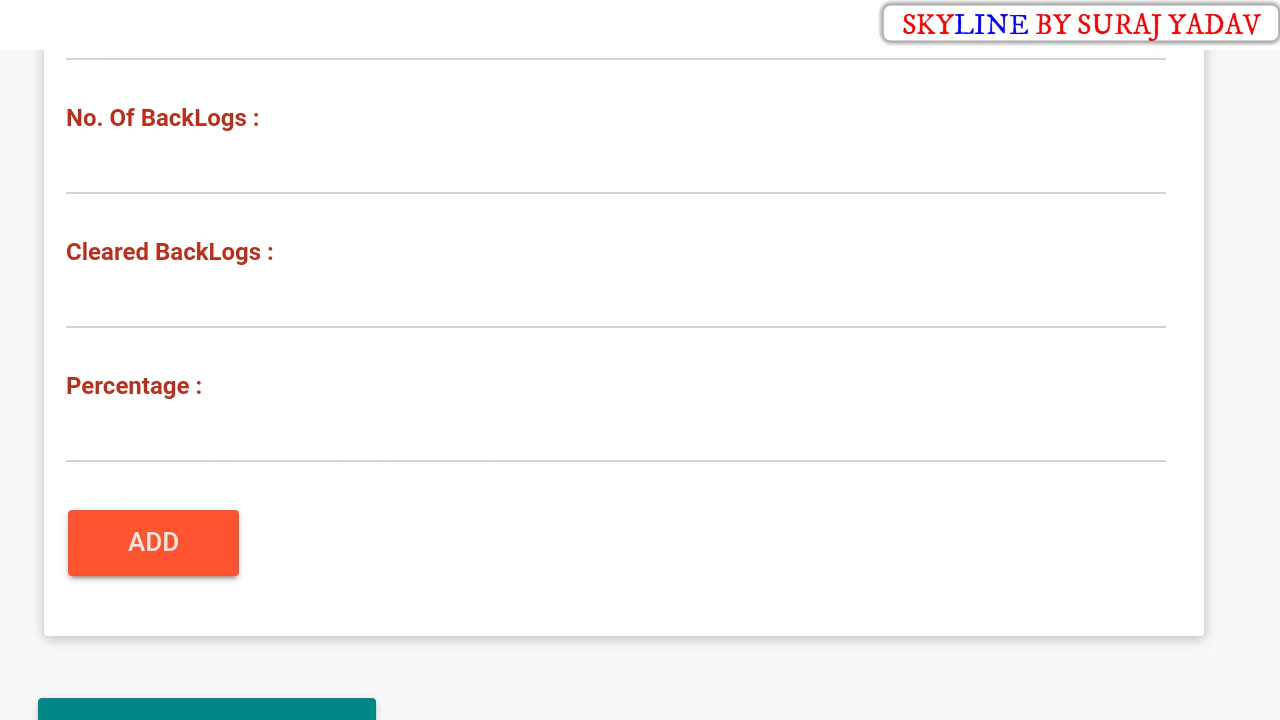 SKYLINE BY SURAJ YADAV
No. Of BackLogs :
Cleared BackLogs :
Percentage :
ADD